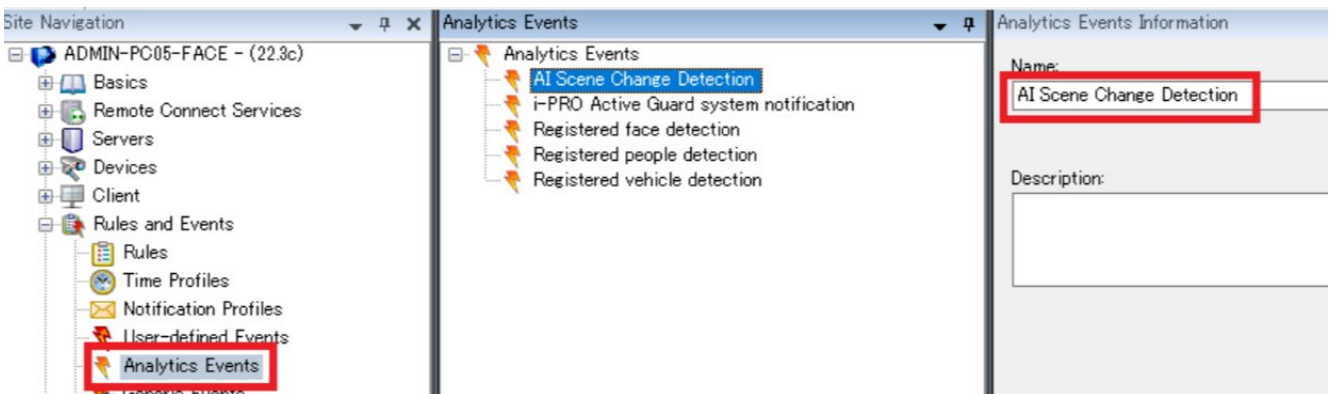 Site Navigation
ADMIN-PC05-FACE - (22.3c)
Basics
Remote Connect Services
Servers
Devices
Client
Rules and Events
Rules
Time Profiles
Notification Profiles
User-defined Events
Analytics Events
Generic Events
Analytics Events
Analytics Events
AI Scene Change Detection
i-PRO Active Guard system notification
Registered face detection
Registered people detection
Registered vehicle detection
Analytics Events Information
Name:
AI Scene Change Detection
Description: